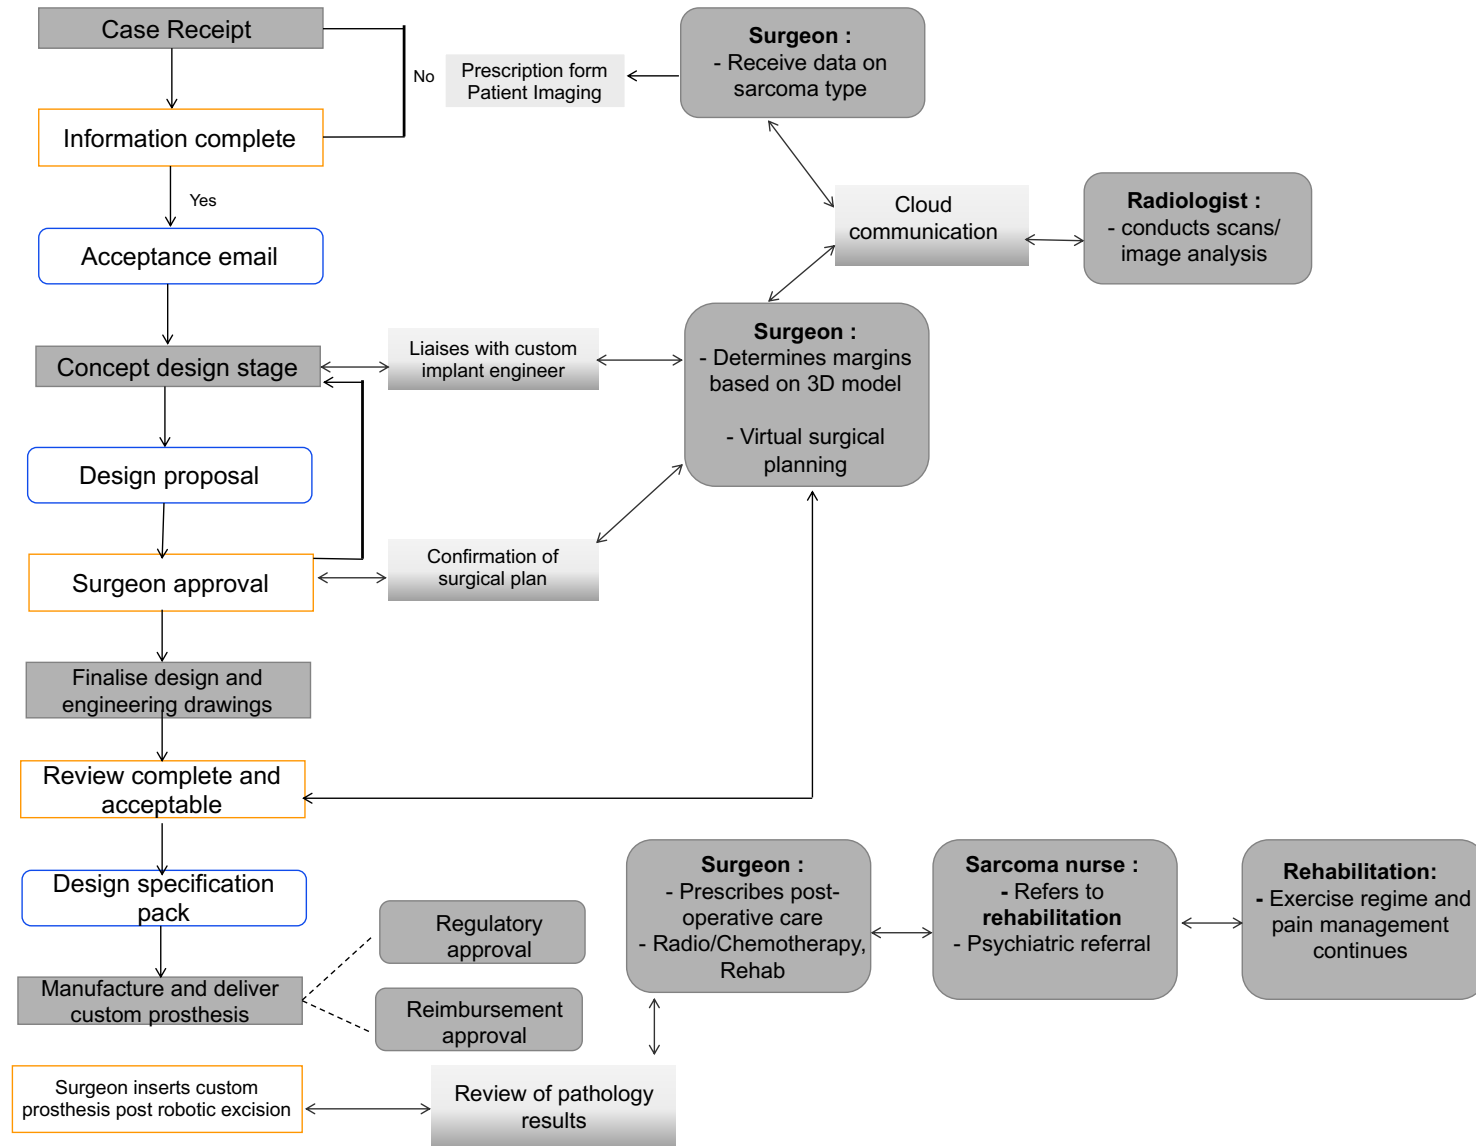 Case Receipt
No
Information complete
Yes
Acceptance email
Concept design stage
Design proposal
Surgeon approval
Finalise design and
engineering drawings
Review complete and
acceptable
Design specification
pack
Manufacture and deliver
custom prosthesis
Surgeon inserts custom
prosthesis post robotic excision
Prescription form
Patient Imaging
Surgeon :
- Receive data on
sarcoma type
Cloud
communication
Radiologist :
- conducts scans/
image analysis
Liaises with custom
implant engineer
Surgeon :
- Determines margins
based on 3D model
- Virtual surgical
planning
Confirmation of
surgical plan
Regulatory
approval
Reimbursement
approval
Review of pathology
results
Surgeon :
- Prescribes post-
operative care
- Radio/Chemotherapy,
Rehab
Sarcoma nurse :
- Refers to
rehabilitation
- Psychiatric referral
Rehabilitation:
- Exercise regime and
pain management
continues